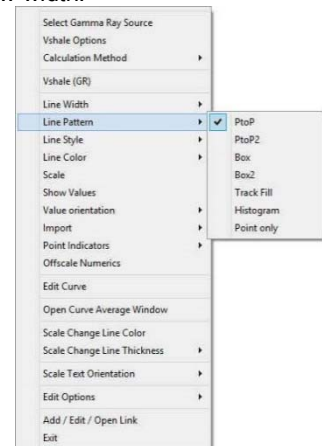 Select Gamma Ray Source
Vshale Options
Calculation Method
Vshale (GR)
Line Width
Line Pattern
Line Style
Line Color
Scale
Show Values
Value orientation
Import
Point Indicators
Offscale Numerics
Edit Curve
Open Curve Average Window
Scale Change Line Color
Scale Change Line Thickness
Scale Text Orientation
Edit Options
Add / Edit / Open Link
Exit
PtoP
PtoP2
Box
Box2
Track Fill
Histogram
Point only